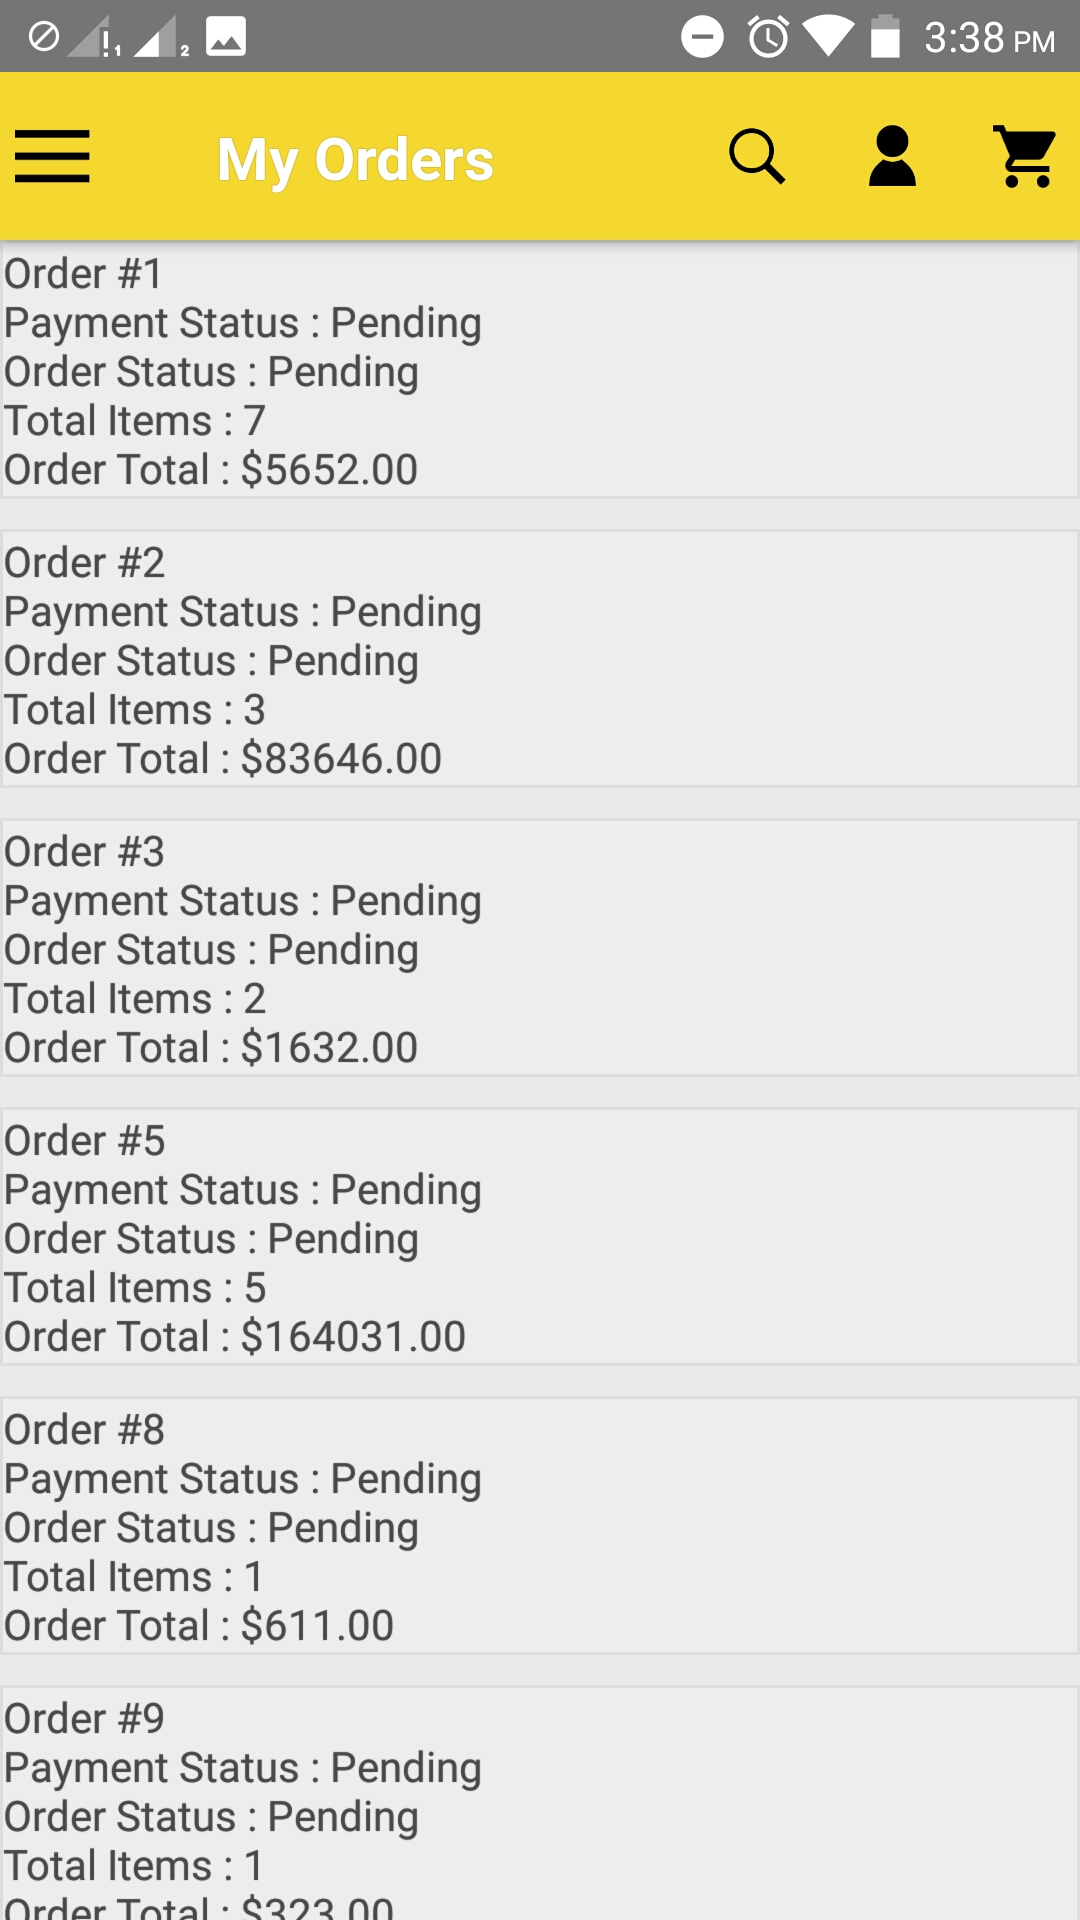 1 2 3:38 PM
My Orders
Order #1
Payment Status : Pending
Order Status : Pending
Total Items : 7
Order Total : $5652.00
Order #2
Payment Status : Pending
Order Status : Pending
Total Items : 3
Order Total : $83646.00
Order #3
Payment Status : Pending
Order Status : Pending
Total Items : 2
Order Total : $1632.00
Order #5
Payment Status : Pending
Order Status : Pending
Total Items : 5
Order Total : $164031.00
Order #8
Payment Status : Pending
Order Status : Pending
Total Items : 1
Order Total : $611.00
Order #9
Payment Status : Pending
Order Status : Pending
Total Items : 1
Order Total : $323.00